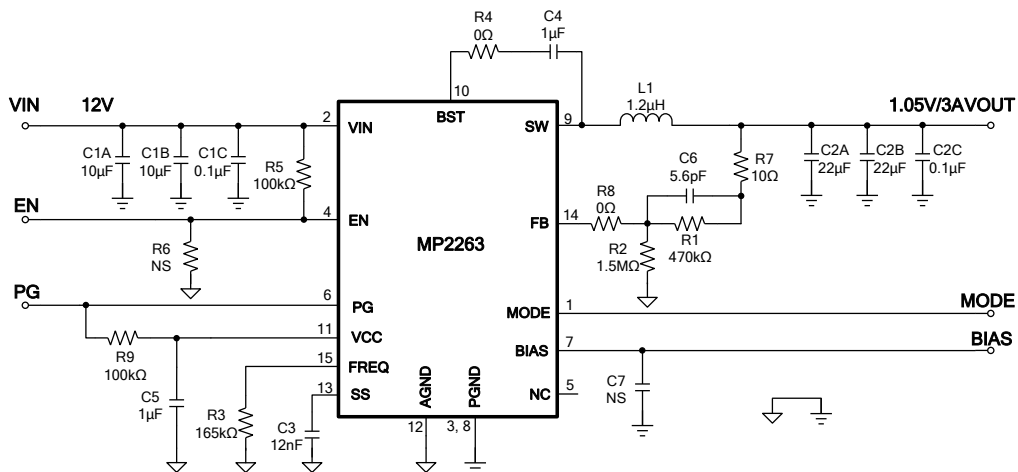 R4
0Ω
C4
1µF
10
BST
VIN
12V
2
VIN
C1A
10µF
C1B
10µF
C1C
0.1µF
R5
100kΩ
EN
4
EN
R6
NS
PG
6
PG
11
VCC
R9
100kΩ
15
FREQ
13
SS
C5
1µF
R3
165kΩ
C3
12nF
MP2263
AGND
PGND
12
3, 8
SW
9
L1
1.2µH
1.05V/3AVOUT
C6
5.6pF
R7
10Ω
C2A
22µF
C2B
22µF
C2C
0.1µF
R8
0Ω
FB
14
R2
1.5MΩ
R1
470kΩ
MODE
1
MODE
BIAS
7
BIAS
C7
NS
NC
5